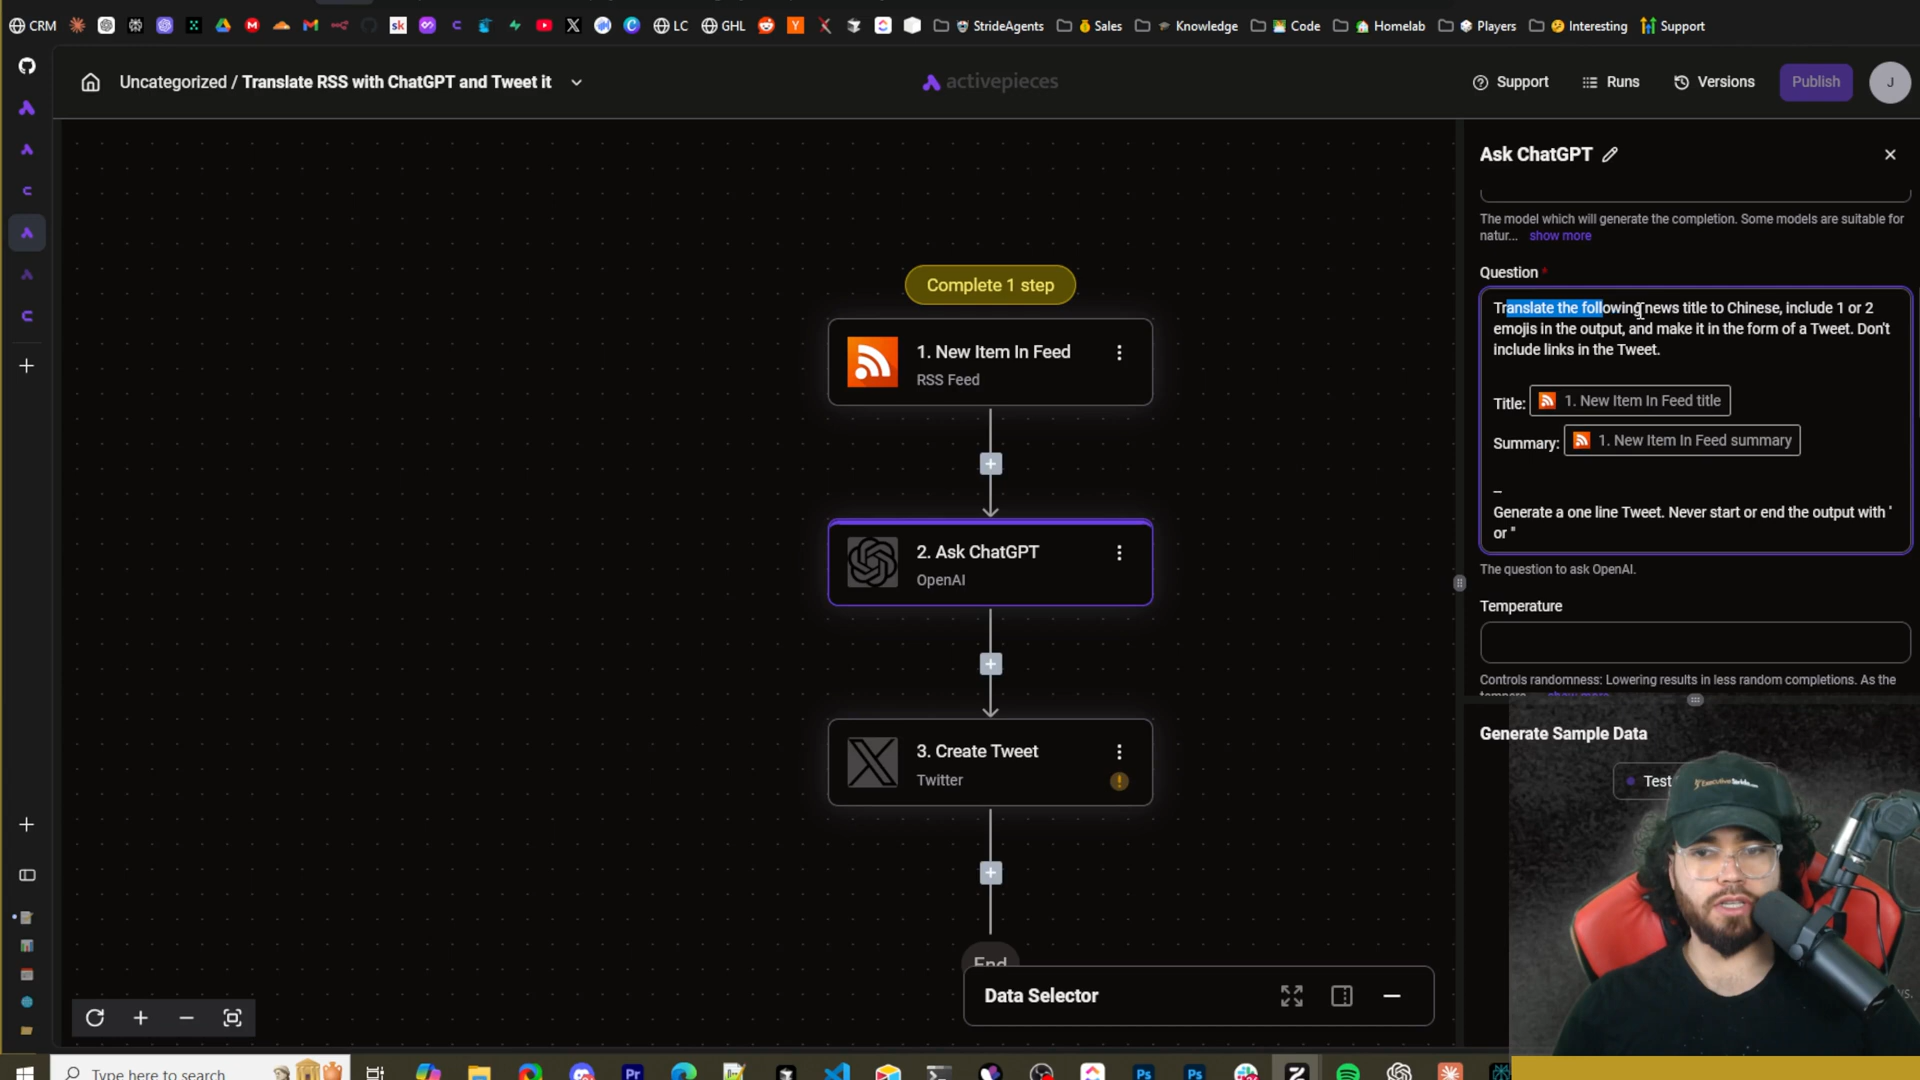 CRM
sk
LC
GHL
StrideAgents
Sales
Knowledge
Code
Homelab
Players
Interesting
Support
Uncategorized / Translate RSS with ChatGPT and Tweet it
activepieces
Support
Runs
Versions
Publish
J
Ask ChatGPT
The model which will generate the completion. Some models are suitable for
natur... show more
Question *
Translate the following news title to Chinese, include 1 or 2
emojis in the output, and make it in the form of a Tweet. Don't
include links in the Tweet.
Title: 1. New Item In Feed title
Summary: 1. New Item In Feed summary
_
Generate a one line Tweet. Never start or end the output with '
or "
The question to ask OpenAI.
Temperature
Controls randomness: Lowering results in less random completions. As the
show more
Generate Sample Data
Test
Complete 1 step
1. New Item In Feed
RSS Feed
2. Ask ChatGPT
OpenAI
3. Create Tweet
Twitter
End
Data Selector
Type here to search
Pr
Ps
Ps